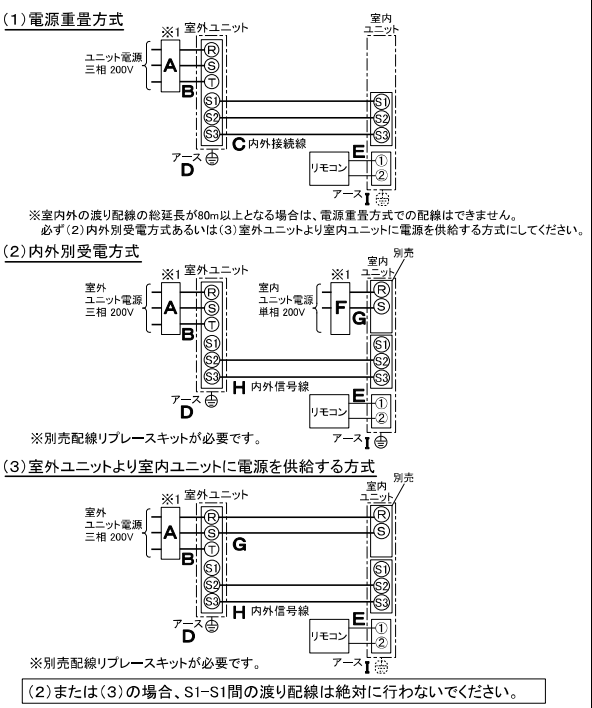 (1)電源重畳方式
※1 室外ユニット
室内
ユニット
ユニット電源
三相 200V
A
B
R
S
T
S1
S2
S3
S1
S2
S3
C 内外接続線
アース
D
リモコン
E
①
②
アース I
※室内外の渡り配線の総延長が80m以上となる場合は、電源重畳方式での配線はできません。
必ず(2)内外別受電方式あるいは(3)室外ユニットより室内ユニットに電源を供給する方式にしてください。
(2)内外別受電方式
※1 室外ユニット
※1
室内
ユニット
別売
室外
ユニット電源
三相 200V
A
B
R
S
T
S1
S2
S3
室内
ユニット電源
単相 200V
F
G
R
S
S1
S2
S3
H 内外信号線
アース
D
リモコン
E
①
②
アース I
※別売配線リプレースキットが必要です。
(3)室外ユニットより室内ユニットに電源を供給する方式
※1 室外ユニット
室内
ユニット
別売
室外
ユニット電源
三相 200V
A
B
R
S
T
S1
S2
S3
G
R
S
S1
S2
S3
H 内外信号線
アース
D
リモコン
E
①
②
アース I
※別売配線リプレースキットが必要です。
(2)または(3)の場合、S1-S1間の渡り配線は絶対に行わないでください。